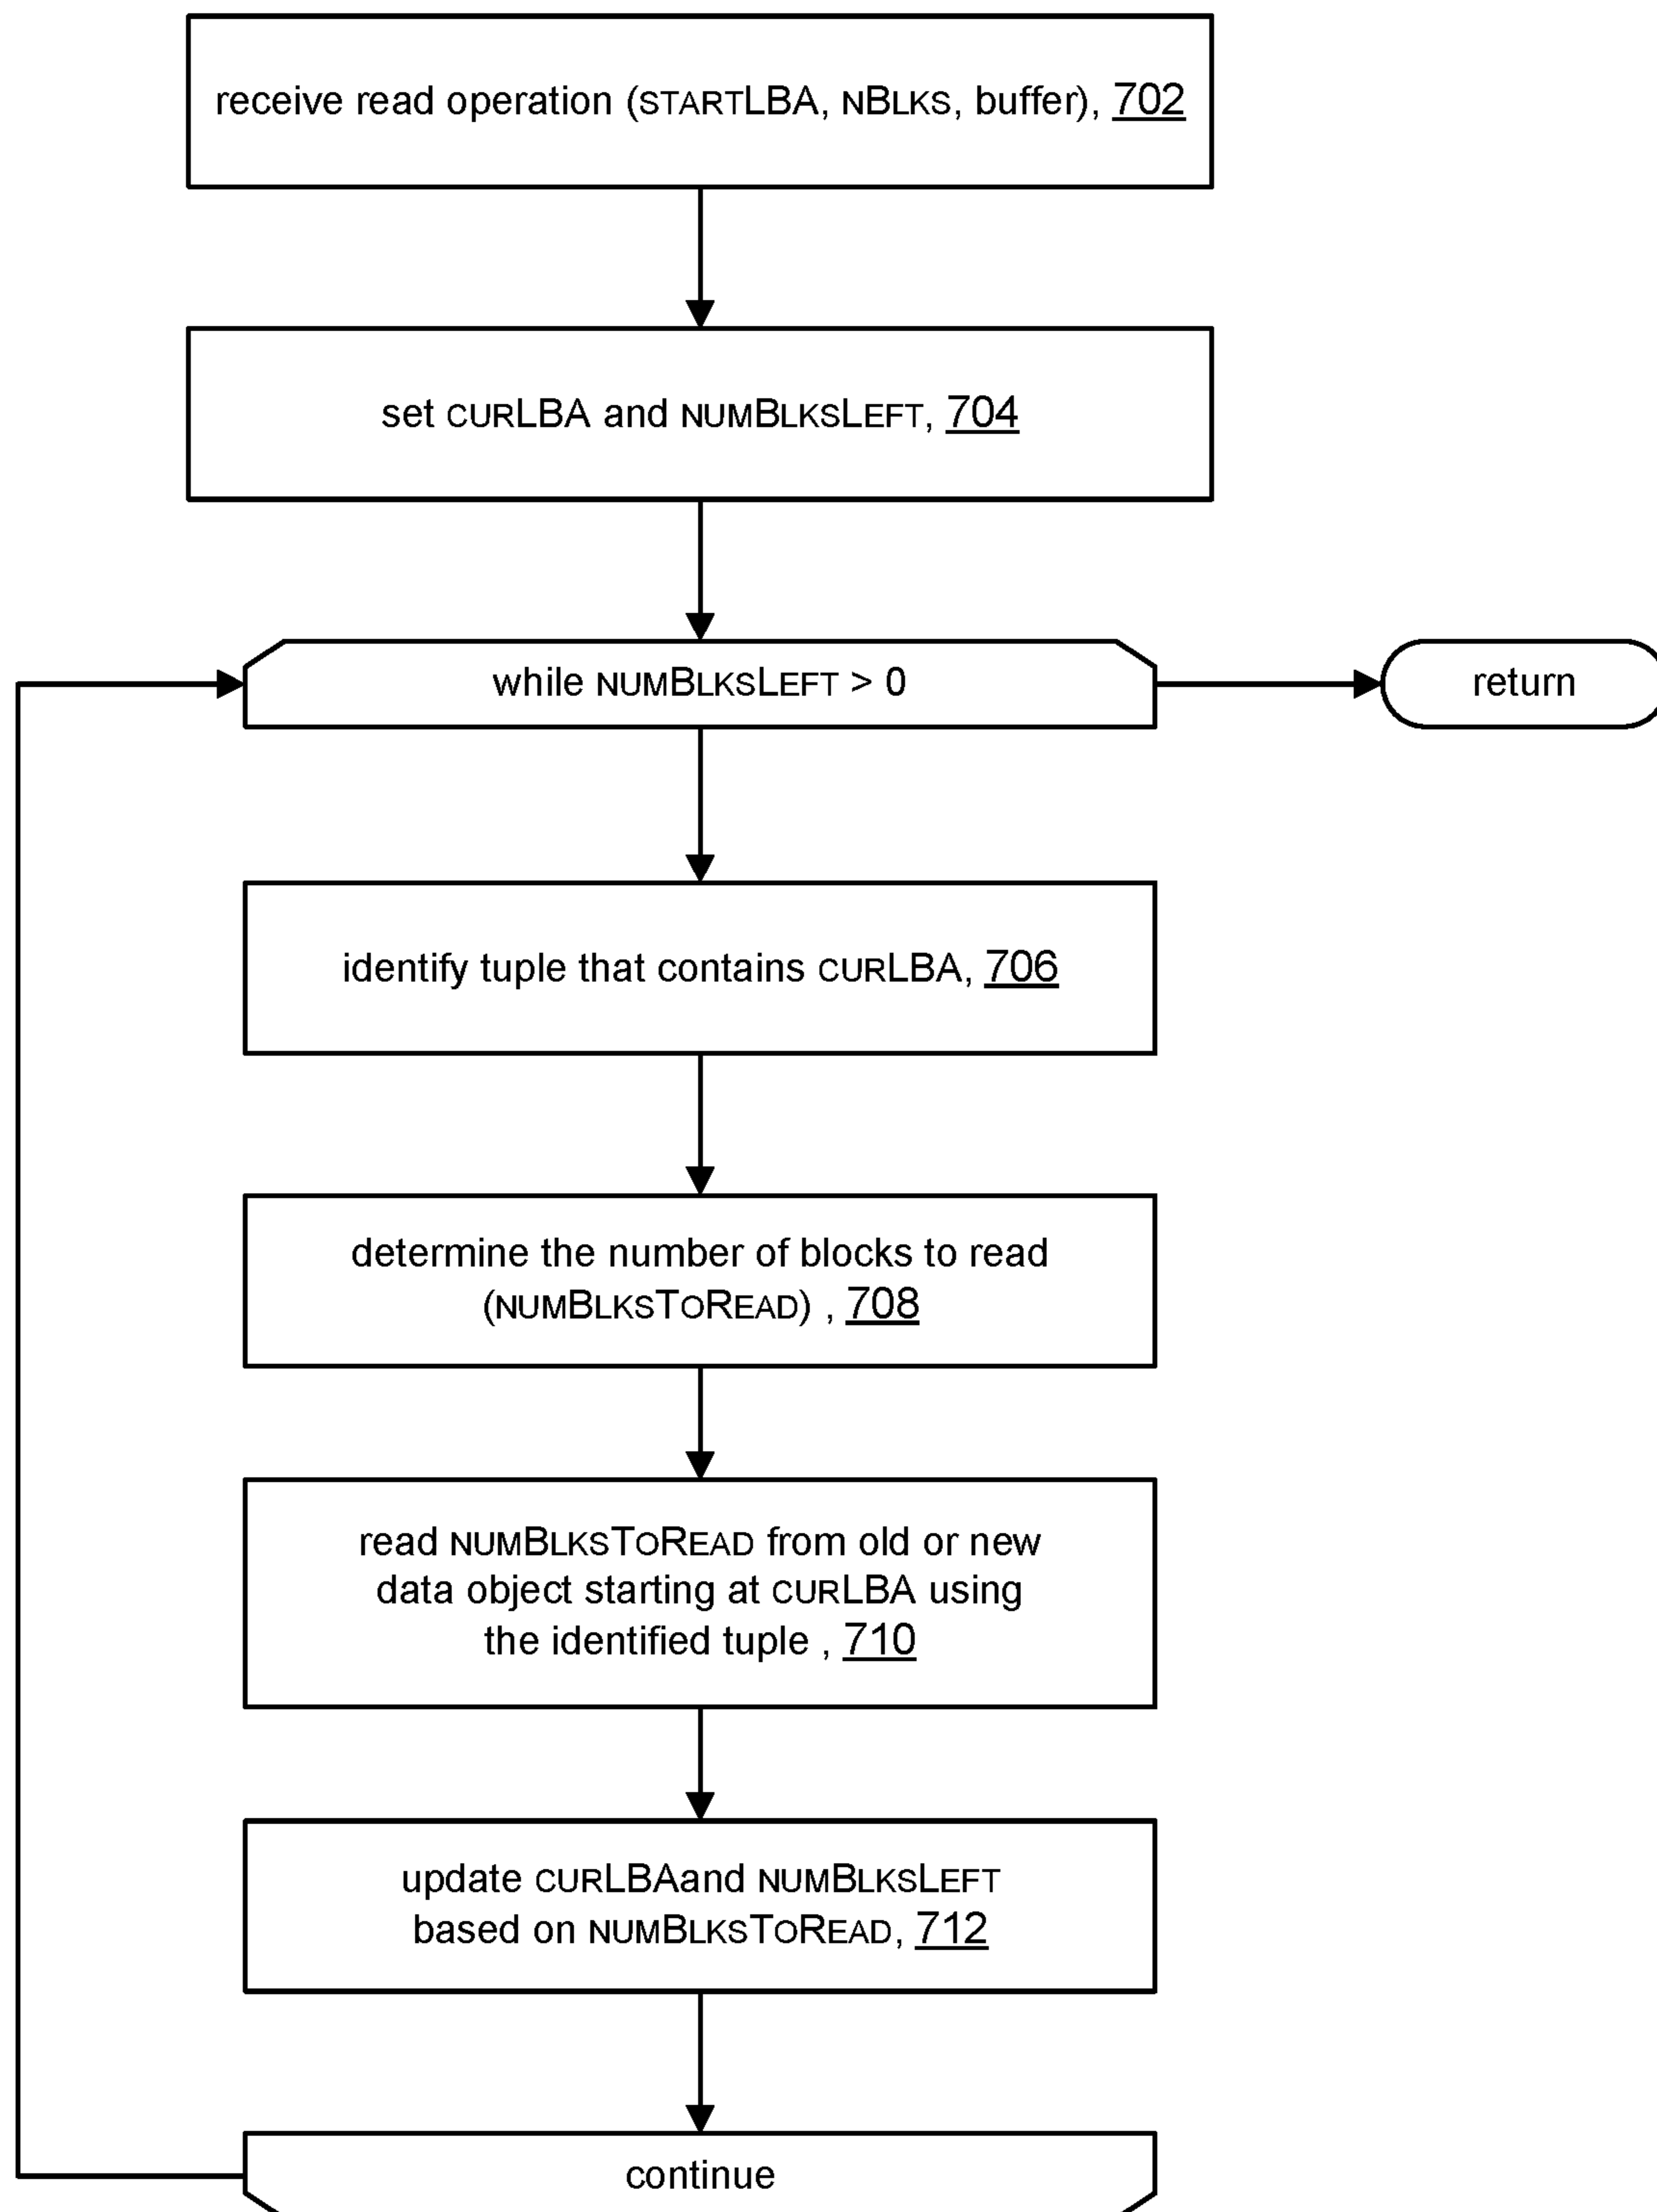 receive read operation (STARTLBA, NBLKS, buffer), 702
set CURLBA and NUMBLKSLEFT, 704
while NUMBLKSLEFT > 0
return
identify tuple that contains CURLBA, 706
determine the number of blocks to read
(NUMBLKSTOREAD) , 708
read NUMBLKSTOREAD from old or new
data object starting at CURLBA using
the identified tuple , 710
update CURLBAand NUMBLKSLEFT
based on NUMBLKSTOREAD, 712
continue